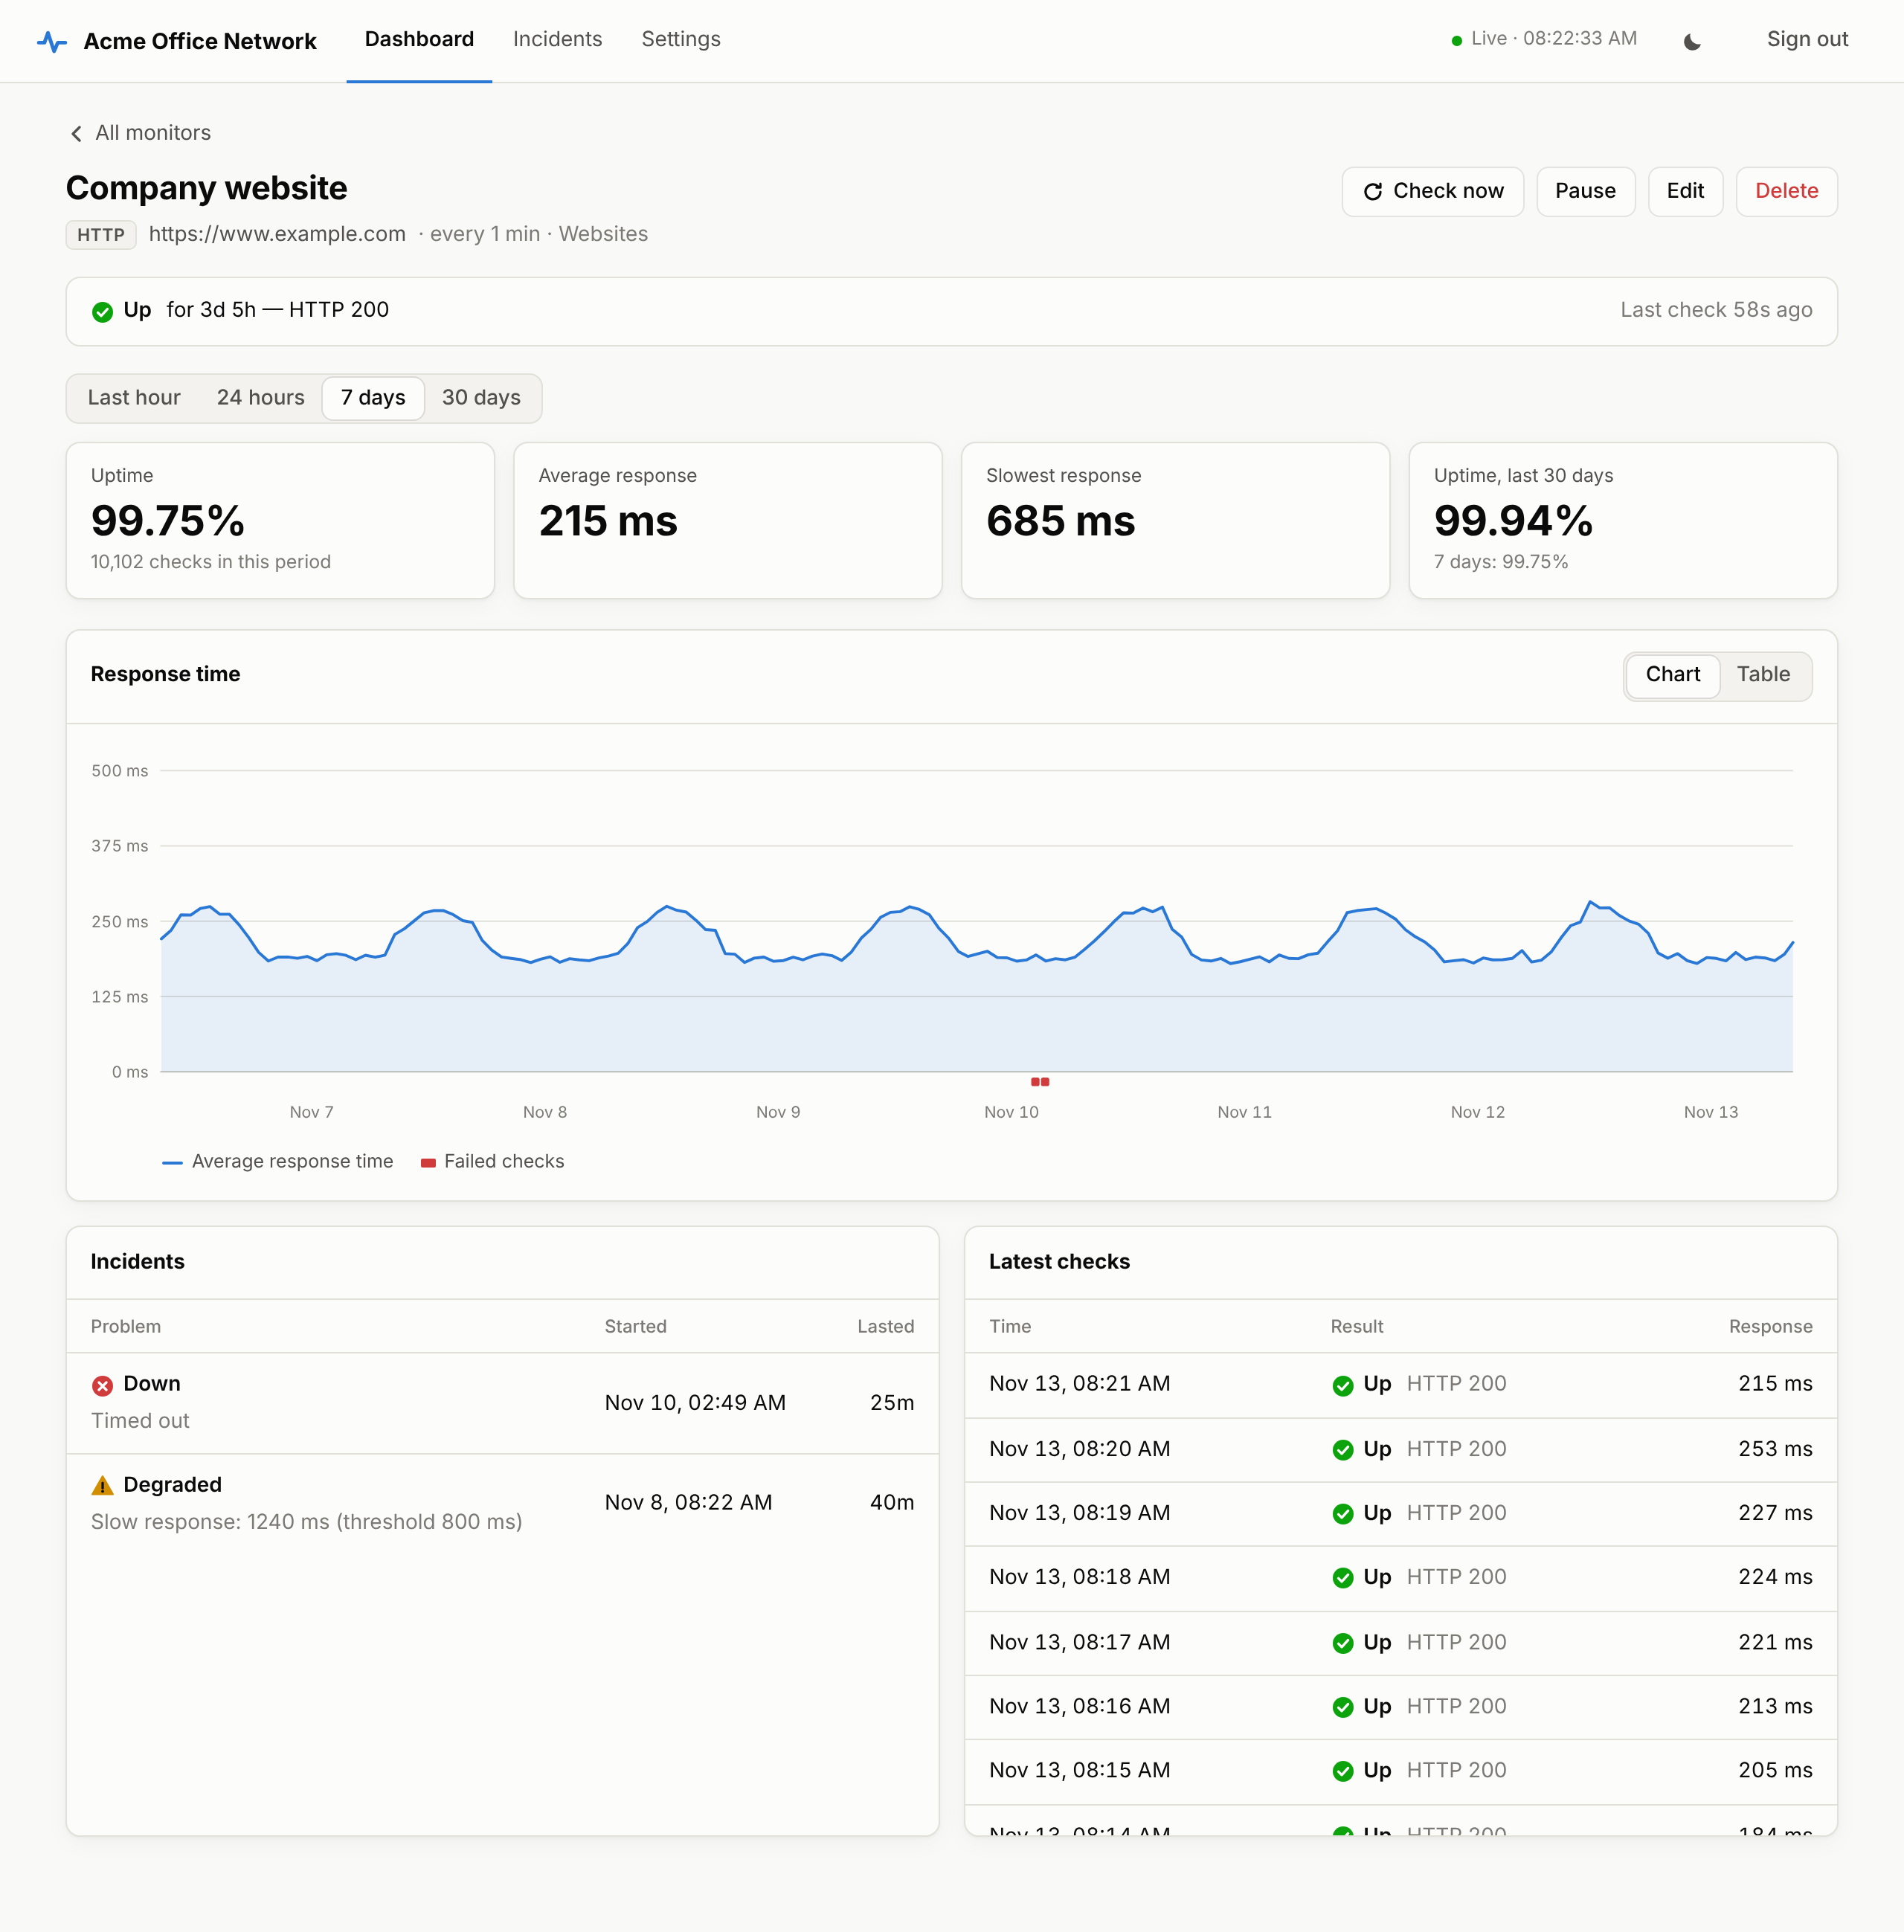 Acme Office Network Dashboard Incidents Settings Live · 08:22:33 AM Sign out
All monitors
Company website Check now Pause Edit Delete
HTTP https://www.example.com · every 1 min · Websites
Up for 3d 5h — HTTP 200 Last check 58s ago
Last hour 24 hours 7 days 30 days
Uptime
99.75%
10,102 checks in this period
Average response
215 ms
Slowest response
685 ms
Uptime, last 30 days
99.94%
7 days: 99.75%
Response time Chart Table
500 ms
375 ms
250 ms
125 ms
0 ms
Nov 7 Nov 8 Nov 9 Nov 10 Nov 11 Nov 12 Nov 13
Average response time Failed checks
Incidents
Problem Started Lasted
Down
Timed out
Nov 10, 02:49 AM 25m
Degraded
Slow response: 1240 ms (threshold 800 ms)
Nov 8, 08:22 AM 40m
Latest checks
Time Result Response
Nov 13, 08:21 AM Up HTTP 200 215 ms
Nov 13, 08:20 AM Up HTTP 200 253 ms
Nov 13, 08:19 AM Up HTTP 200 227 ms
Nov 13, 08:18 AM Up HTTP 200 224 ms
Nov 13, 08:17 AM Up HTTP 200 221 ms
Nov 13, 08:16 AM Up HTTP 200 213 ms
Nov 13, 08:15 AM Up HTTP 200 205 ms
Nov 13, 08:14 AM Up HTTP 200 184 ms